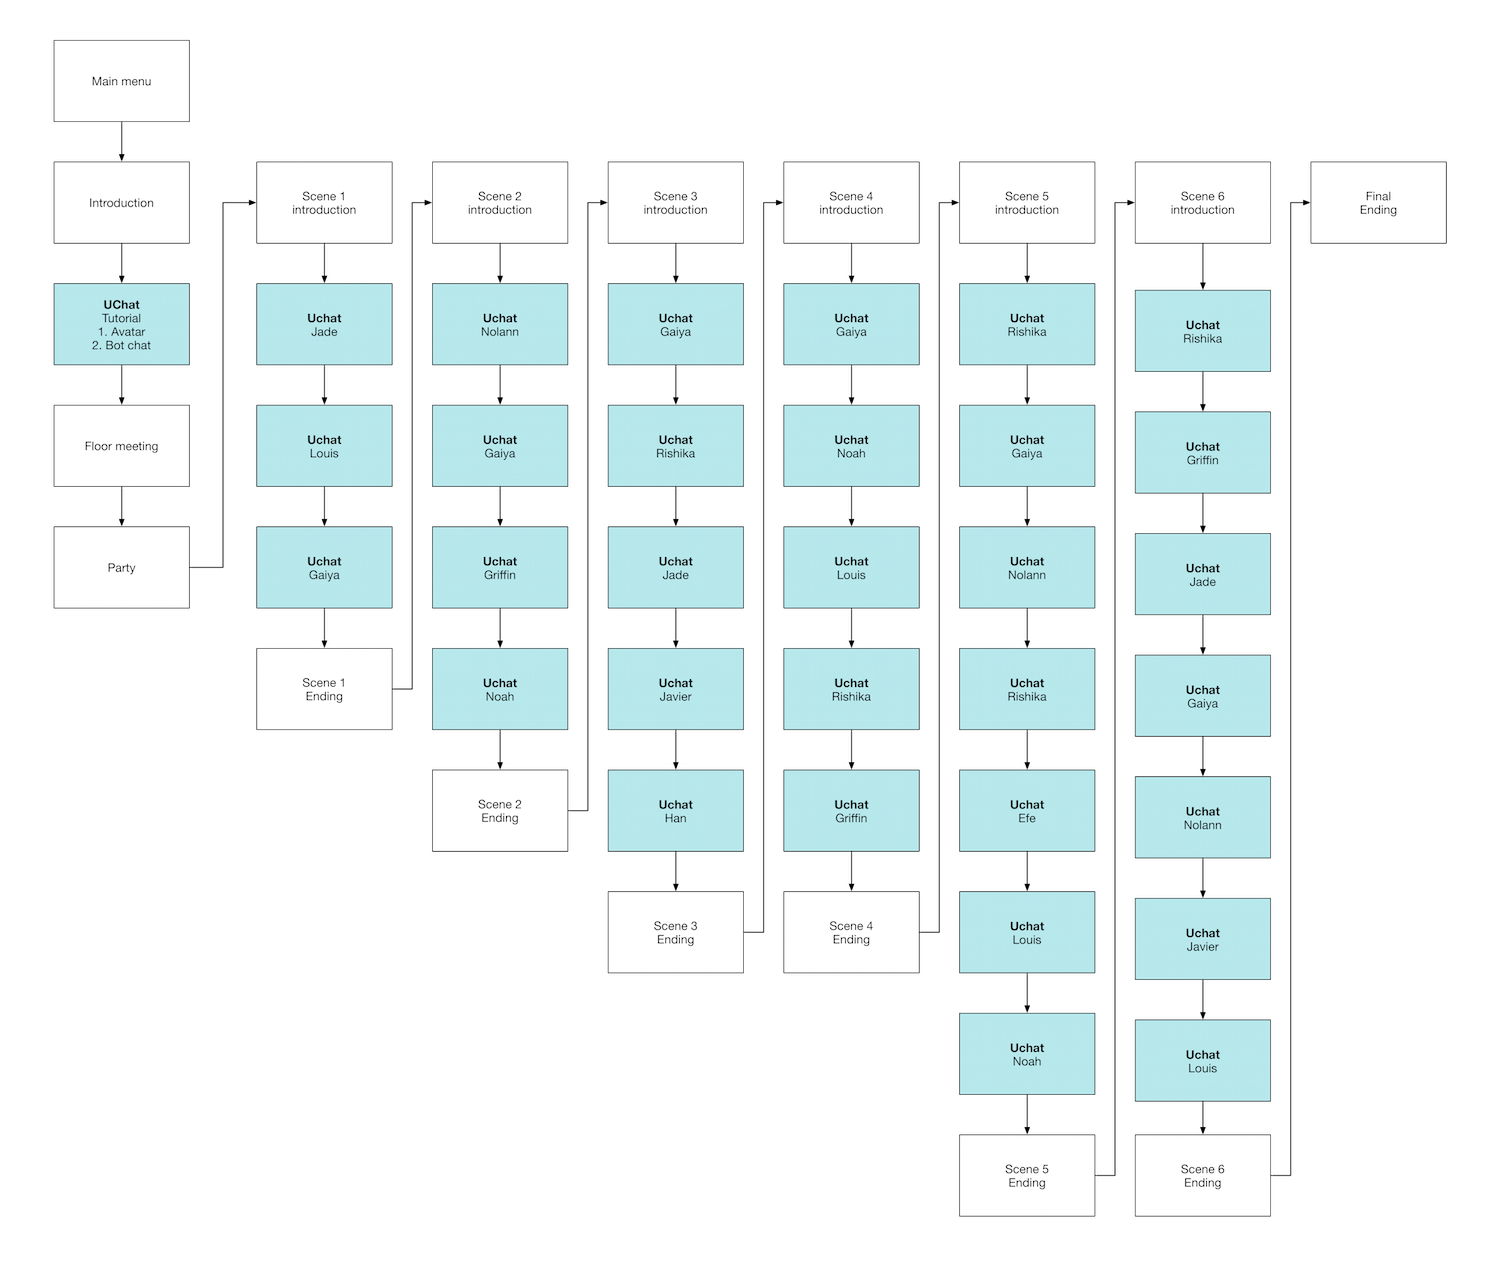 Main menu
Introduction
UChat
Tutorial
1. Avatar
2. Bot chat
Floor meeting
Party
Scene 1
introduction
Uchat
Jade
Uchat
Louis
Uchat
Gaiya
Scene 1
Ending
Scene 2
introduction
Uchat
Nolann
Uchat
Gaiya
Uchat
Griffin
Uchat
Noah
Scene 2
Ending
Scene 3
introduction
Uchat
Gaiya
Uchat
Rishika
Uchat
Jade
Uchat
Javier
Uchat
Han
Scene 3
Ending
Scene 4
introduction
Uchat
Gaiya
Uchat
Noah
Uchat
Louis
Uchat
Rishika
Uchat
Griffin
Scene 4
Ending
Scene 5
introduction
Uchat
Rishika
Uchat
Gaiya
Uchat
Nolann
Uchat
Rishika
Uchat
Efe
Uchat
Louis
Uchat
Noah
Scene 5
Ending
Scene 6
introduction
Uchat
Rishika
Uchat
Griffin
Uchat
Jade
Uchat
Gaiya
Uchat
Nolann
Uchat
Javier
Uchat
Louis
Scene 6
Ending
Final
Ending